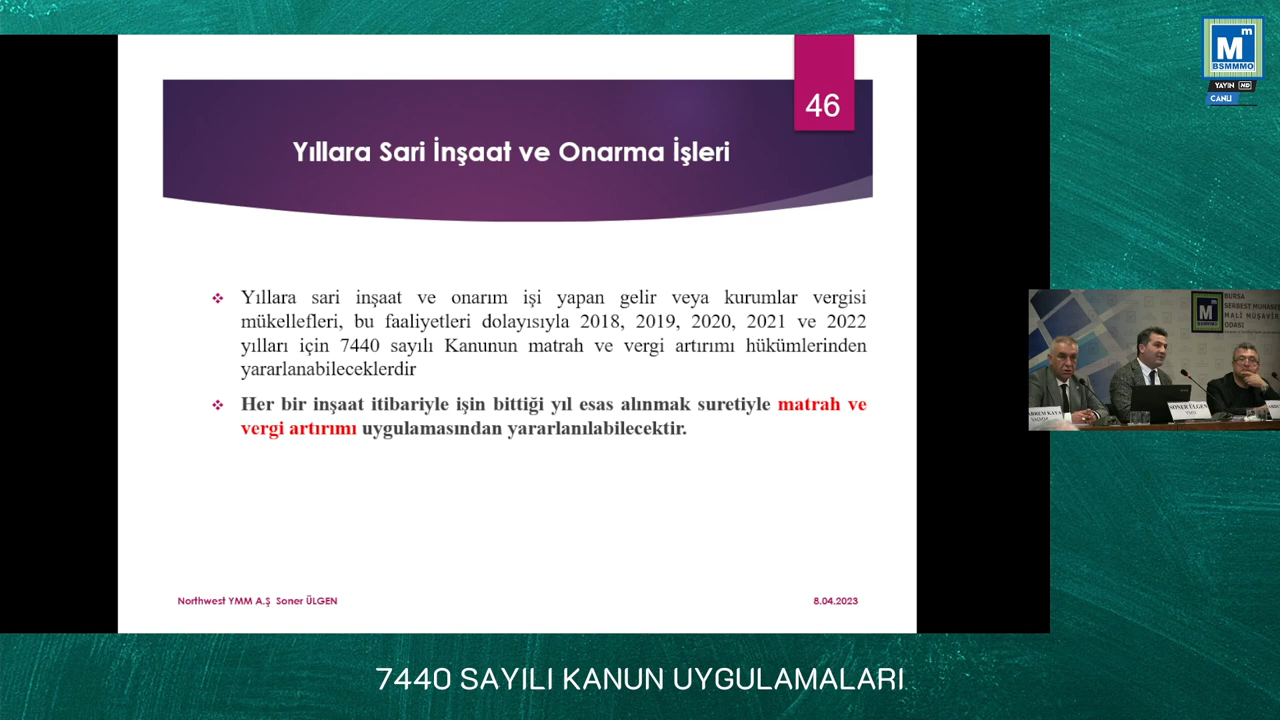 46
Yıllara Sari İnşaat ve Onarma İşleri
Yıllara sari inşaat ve onarım işi yapan gelir veya kurumlar vergisi
mükellefleri, bu faaliyetleri dolayısıyla 2018, 2019, 2020, 2021 ve 2022
yılları için 7440 sayılı Kanunun matrah ve vergi artırımı hükümlerinden
yararlanabileceklerdir
Her bir inşaat itibariyle işin bittiği yıl esas alınmak suretiyle matrah ve
vergi artırımı uygulamasından yararlanılabilecektir.
Northwest YMM A.Ş Soner ÜLGEN
8.04.2023
7440 SAYILI KANUN UYGULAMALARI
M m
BSMMMO
YAYIN HD
CANLI
M m
BSMMMO
BURSA
SERBEST MUHASE
MALİ MÜŞAVİR
ODASI
SONER ÜLGEN
YMM